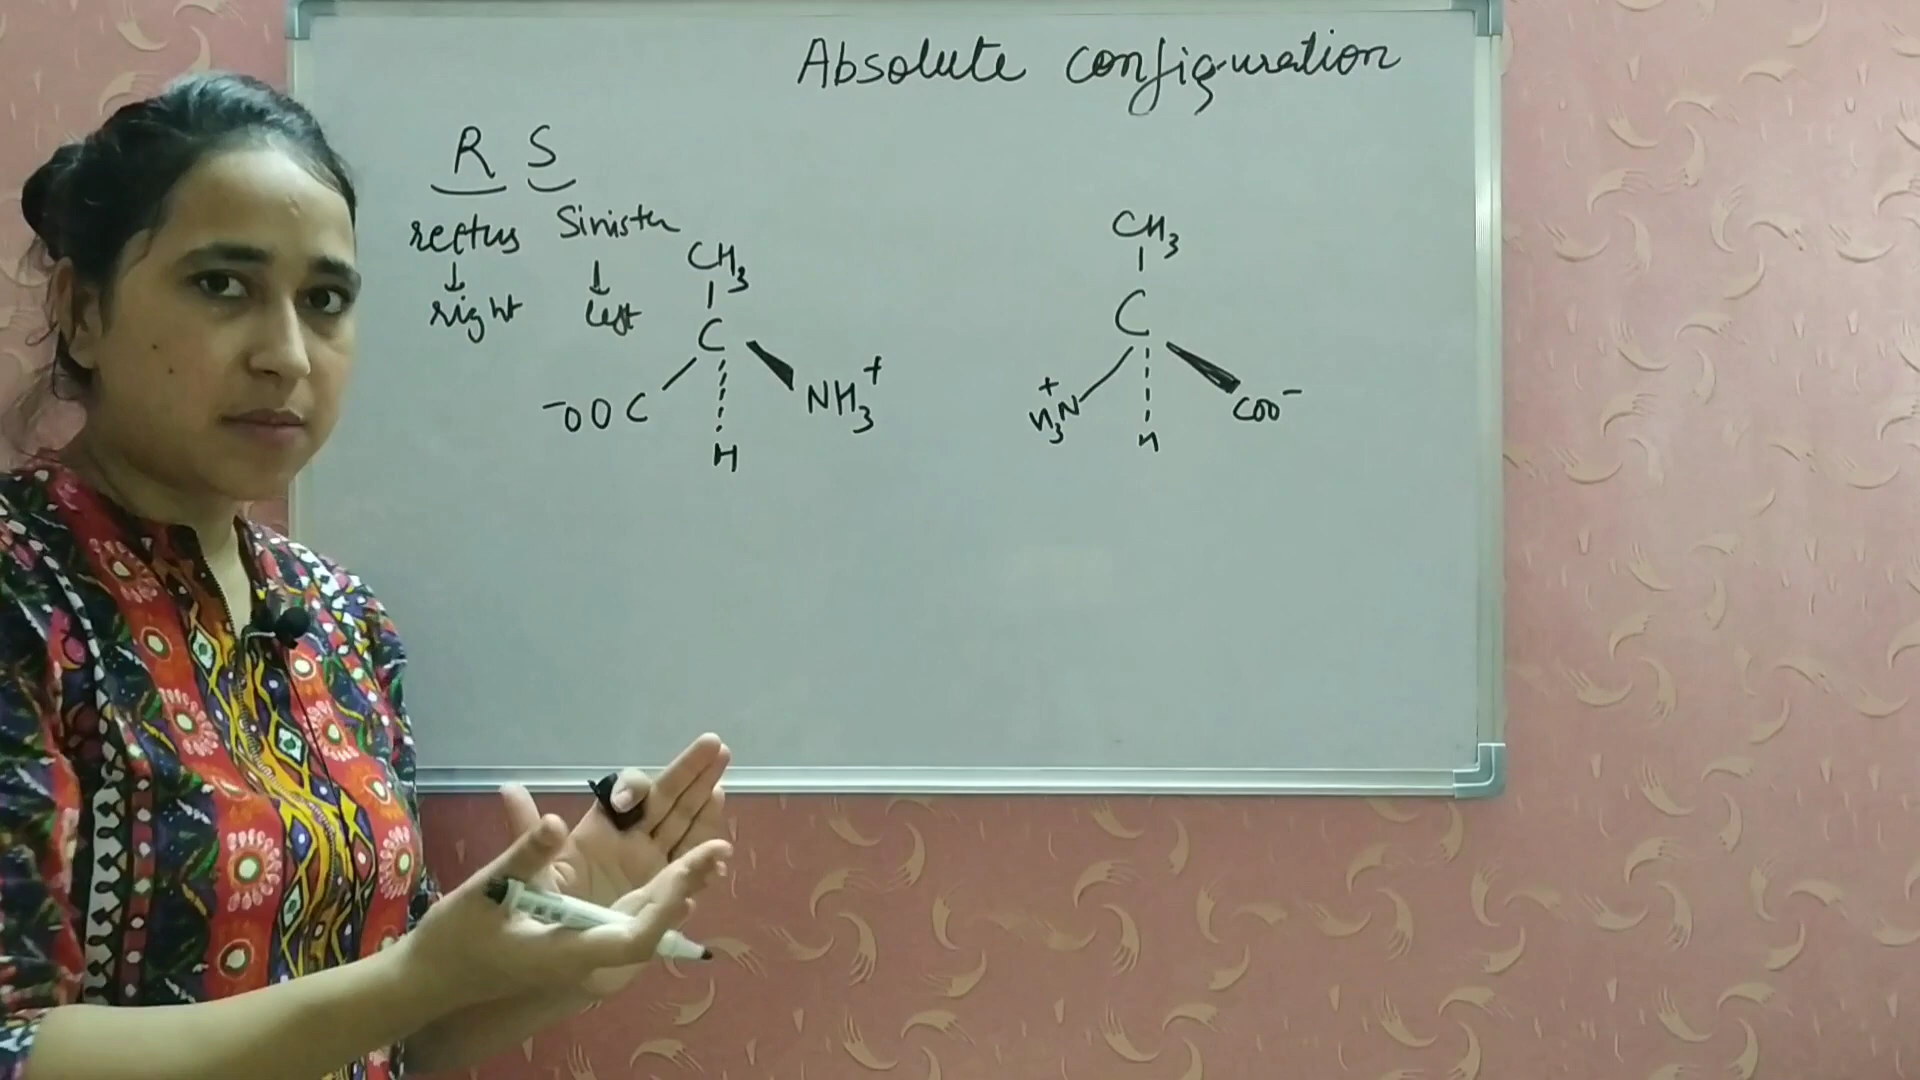 Absolute configuration
R S
rectus Sinister
right left
CH3
C
-OOC NH3+
H
CH3
C
+
H3N COO-
H